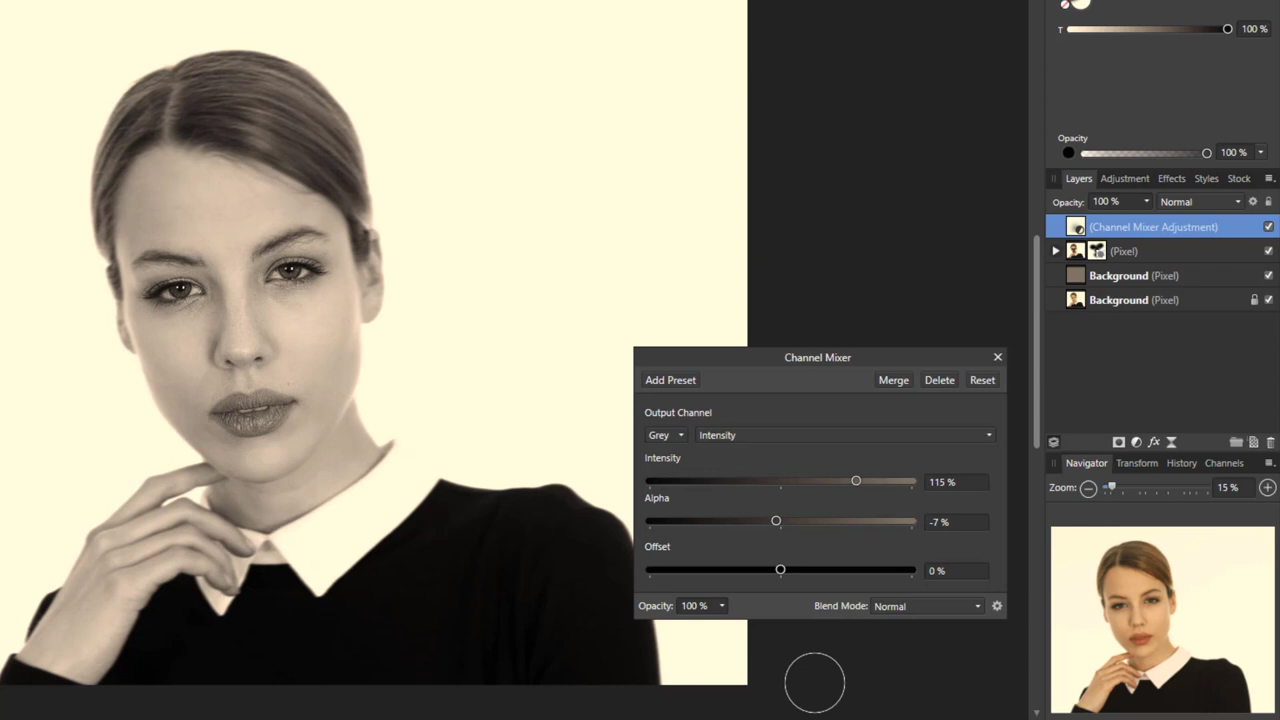 T 100 %
Opacity
100 %
Layers Adjustment Effects Styles Stock
Opacity: 100 % Normal
(Channel Mixer Adjustment)
(Pixel)
Background (Pixel)
Background (Pixel)
fx
Channel Mixer
Add Preset Merge Delete Reset
Output Channel
Grey Intensity
Intensity
115 %
Alpha
-7 %
Offset
0 %
Opacity: 100 % Blend Mode: Normal
Navigator Transform History Channels
Zoom: 15 %